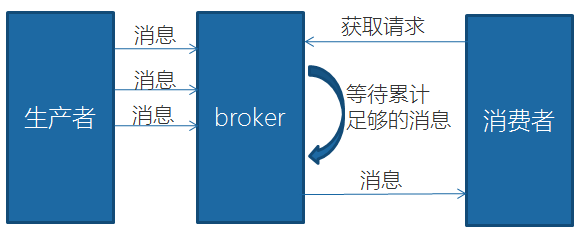 生产者
消息
消息
消息
broker
获取请求
等待累计
足够的消息
消息
消费者